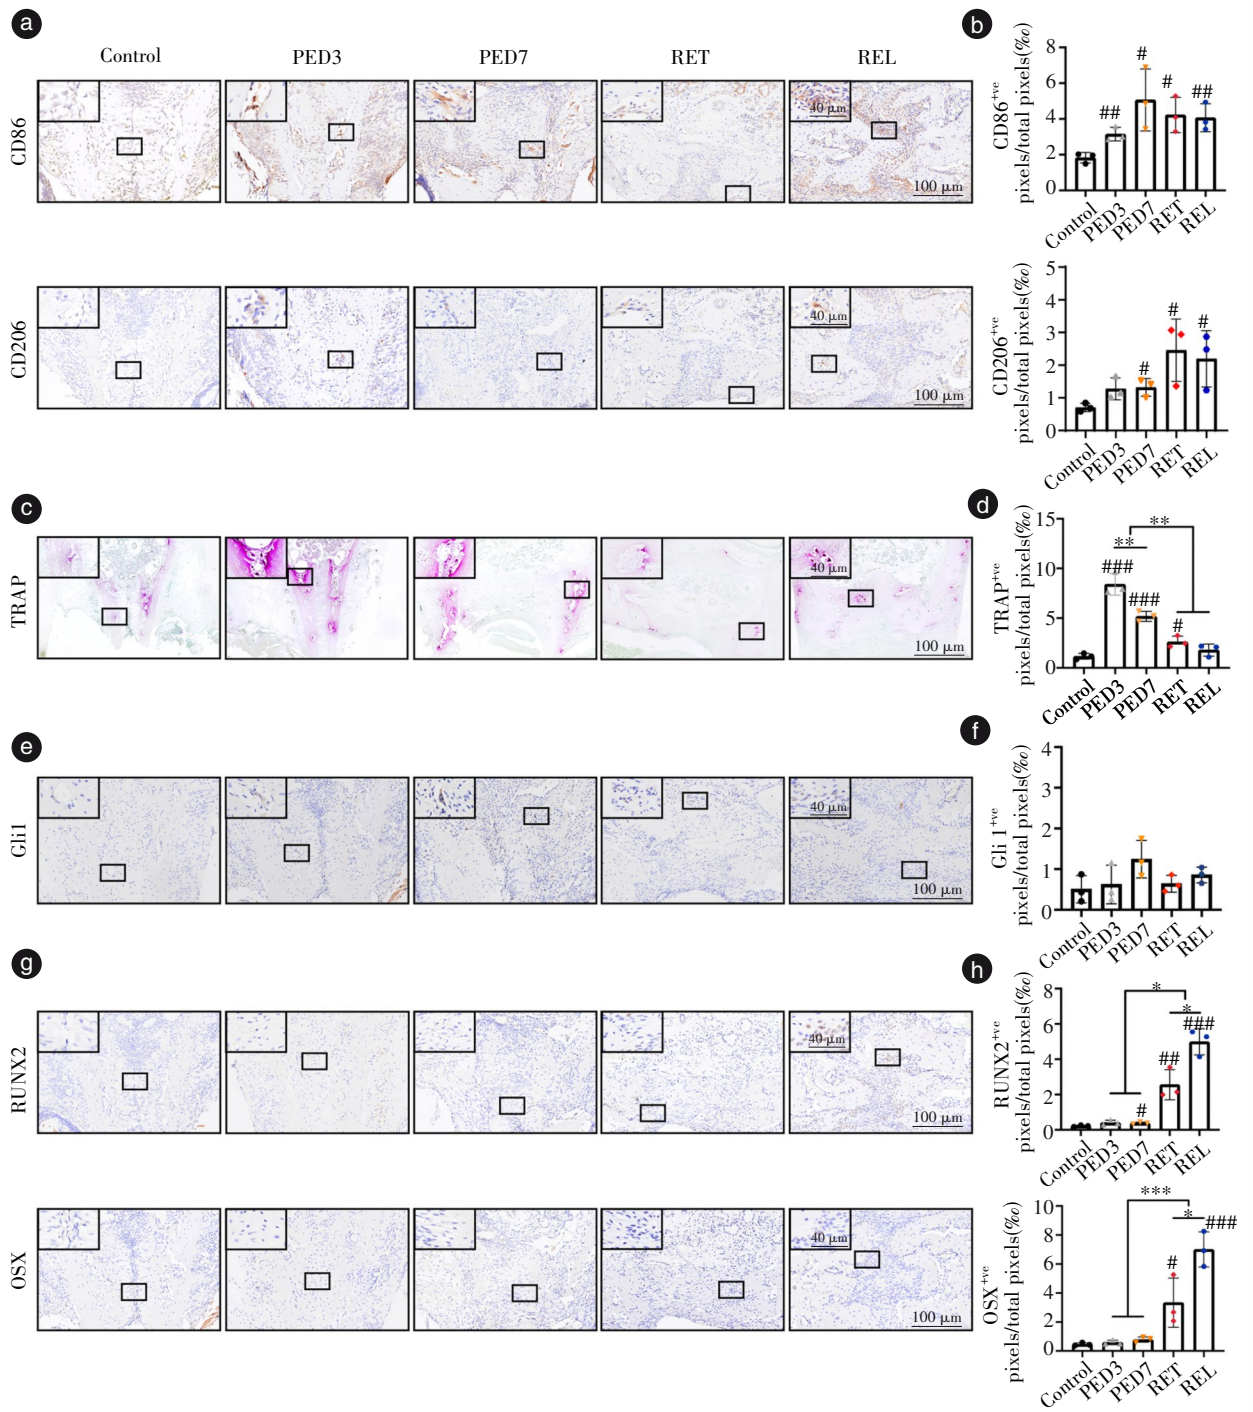 a
b
Control PED3 PED7 RET REL
CD86
40 μm
100 μm
CD86+ve
pixels/total pixels(‰)
8
6
4
2
0
##
#
#
##
Control PED3 PED7 RET REL
CD206
40 μm
100 μm
CD206+ve
pixels/total pixels(‰)
5
4
3
2
1
0
#
#
#
Control PED3 PED7 RET REL
c
d
TRAP
40 μm
100 μm
TRAP+ve
pixels/total pixels(‰)
15
10
5
0
**
**
###
###
#
Control PED3 PED7 RET REL
e
f
Gli1
40 μm
100 μm
Gli 1+ve
pixels/total pixels(‰)
4
3
2
1
0
Control PED3 PED7 RET REL
g
h
RUNX2
40 μm
100 μm
RUNX2+ve
pixels/total pixels(‰)
8
6
4
2
0
*
*
###
##
#
Control PED3 PED7 RET REL
OSX
40 μm
100 μm
OSX+ve
pixels/total pixels(‰)
10
8
6
4
2
0
***
*
###
#
Control PED3 PED7 RET REL